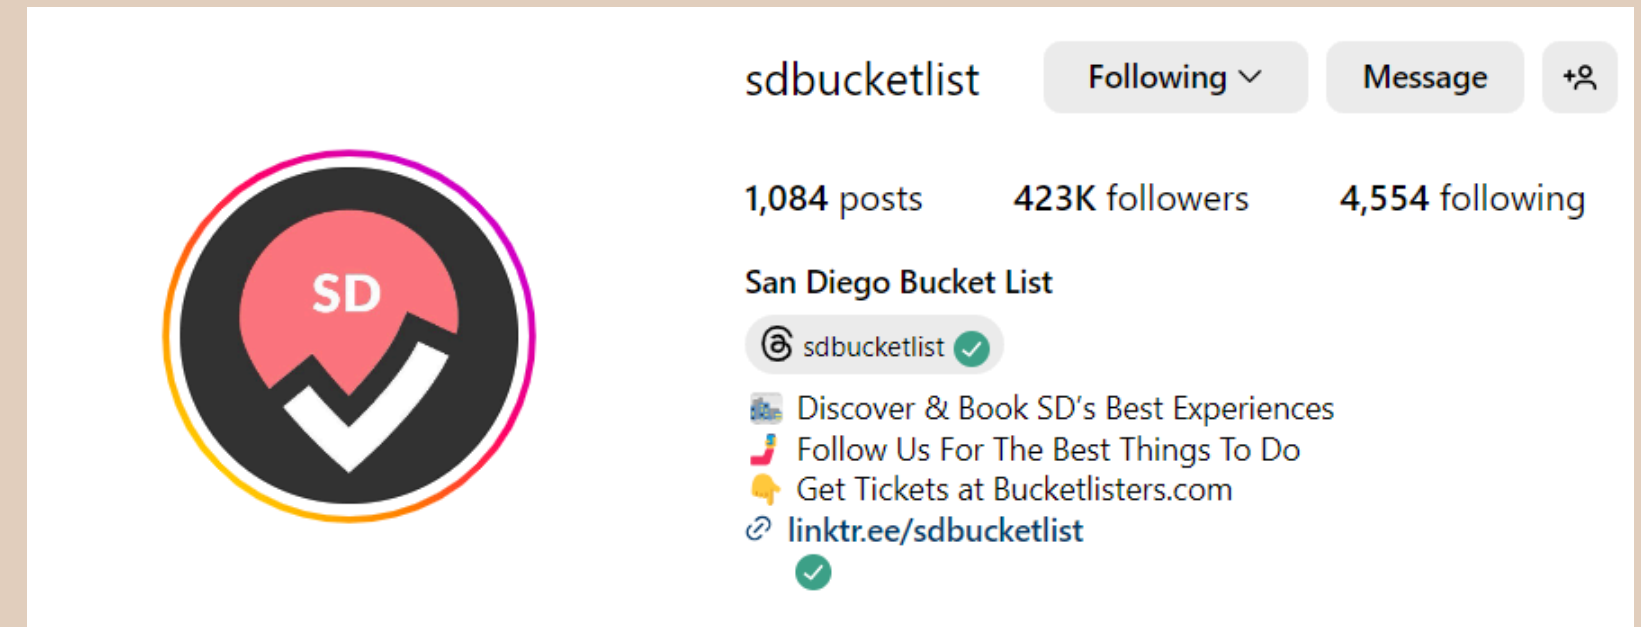 sdbucketlist Following Message
1,084 posts 423K followers 4,554 following
SD
San Diego Bucket List
sdbucketlist
Discover & Book SD's Best Experiences
Follow Us For The Best Things To Do
Get Tickets at Bucketlisters.com
linktr.ee/sdbucketlist